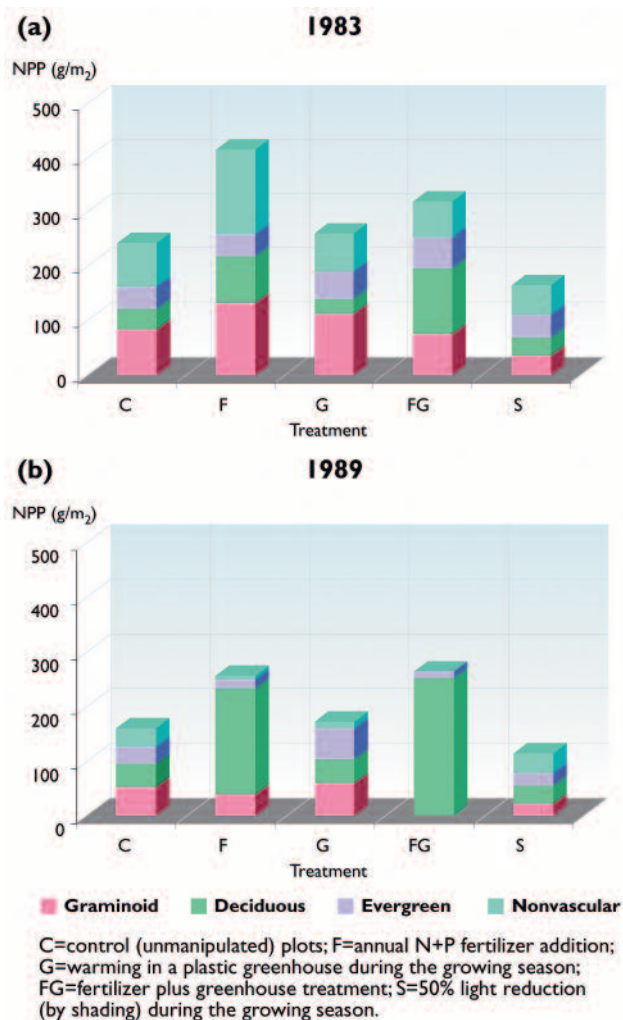 (a) 1983
NPP (g/m₂)
500
400
300
200
100
0
C F G FG S
Treatment
(b) 1989
NPP (g/m₂)
500
400
300
200
100
0
C F G FG S
Treatment
Graminoid Deciduous Evergreen Nonvascular
C=control (unmanipulated) plots; F=annual N+P fertilizer addition;
G=warming in a plastic greenhouse during the growing season;
FG=fertilizer plus greenhouse treatment; S=50% light reduction
(by shading) during the growing season.